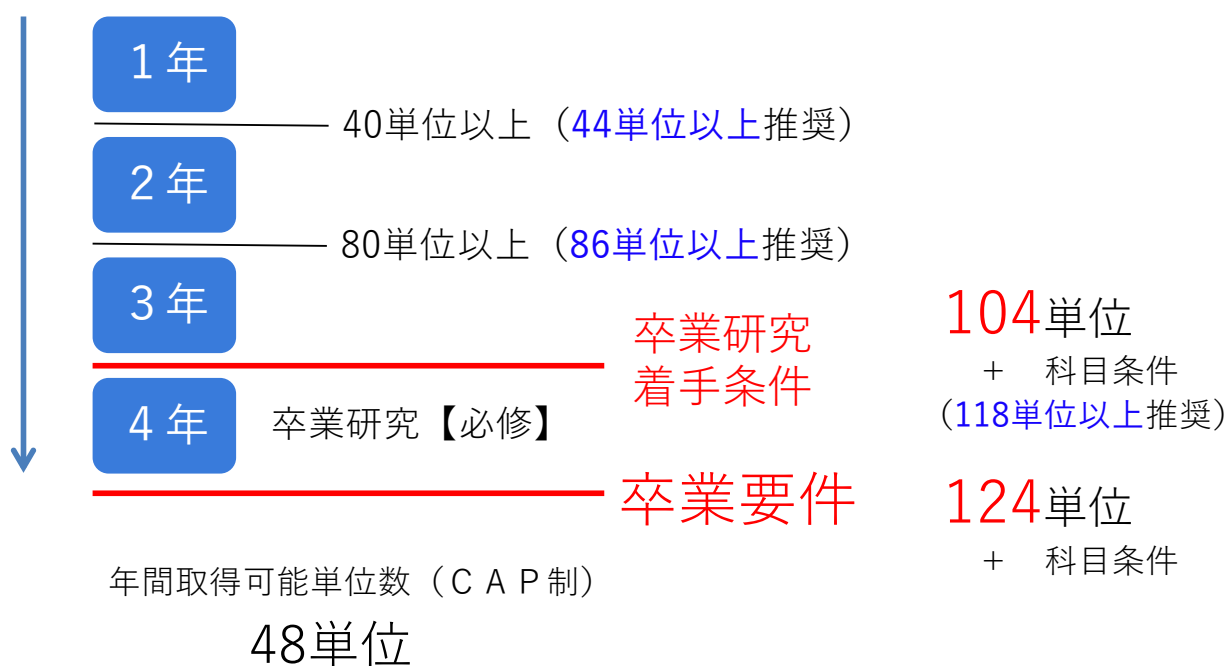 １年
40単位以上（44単位以上推奨）
２年
80単位以上（86単位以上推奨）
３年
卒業研究
着手条件
104単位
＋　科目条件
（118単位以上推奨）
４年
卒業研究【必修】
卒業要件
124単位
＋　科目条件
年間取得可能単位数（ＣＡＰ制）
48単位